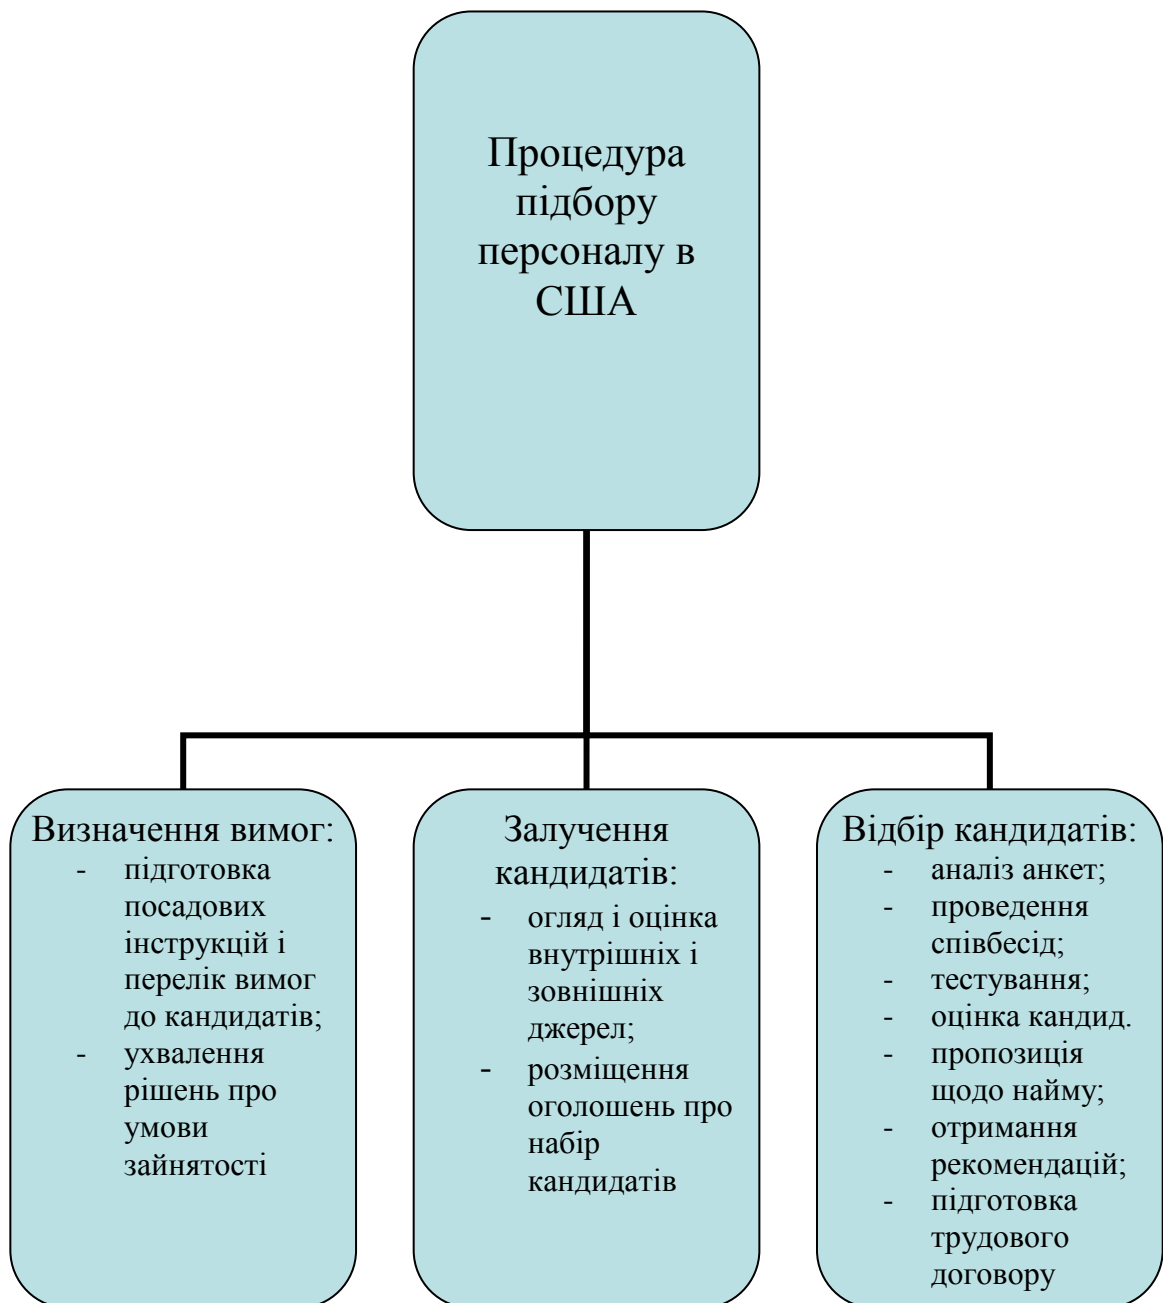 Процедура
підбору
персоналу в
США
Визначення вимог:
- підготовка
посадових
інструкцій і
перелік вимог
до кандидатів;
- ухвалення
рішень про
умови
зайнятості
Залучення
кандидатів:
- огляд і оцінка
внутрішніх і
зовнішніх
джерел;
- розміщення
оголошень про
набір
кандидатів
Відбір кандидатів:
- аналіз анкет;
- проведення
співбесід;
- тестування;
- оцінка кандид.
- пропозиція
щодо найму;
- отримання
рекомендацій;
- підготовка
трудового
договору